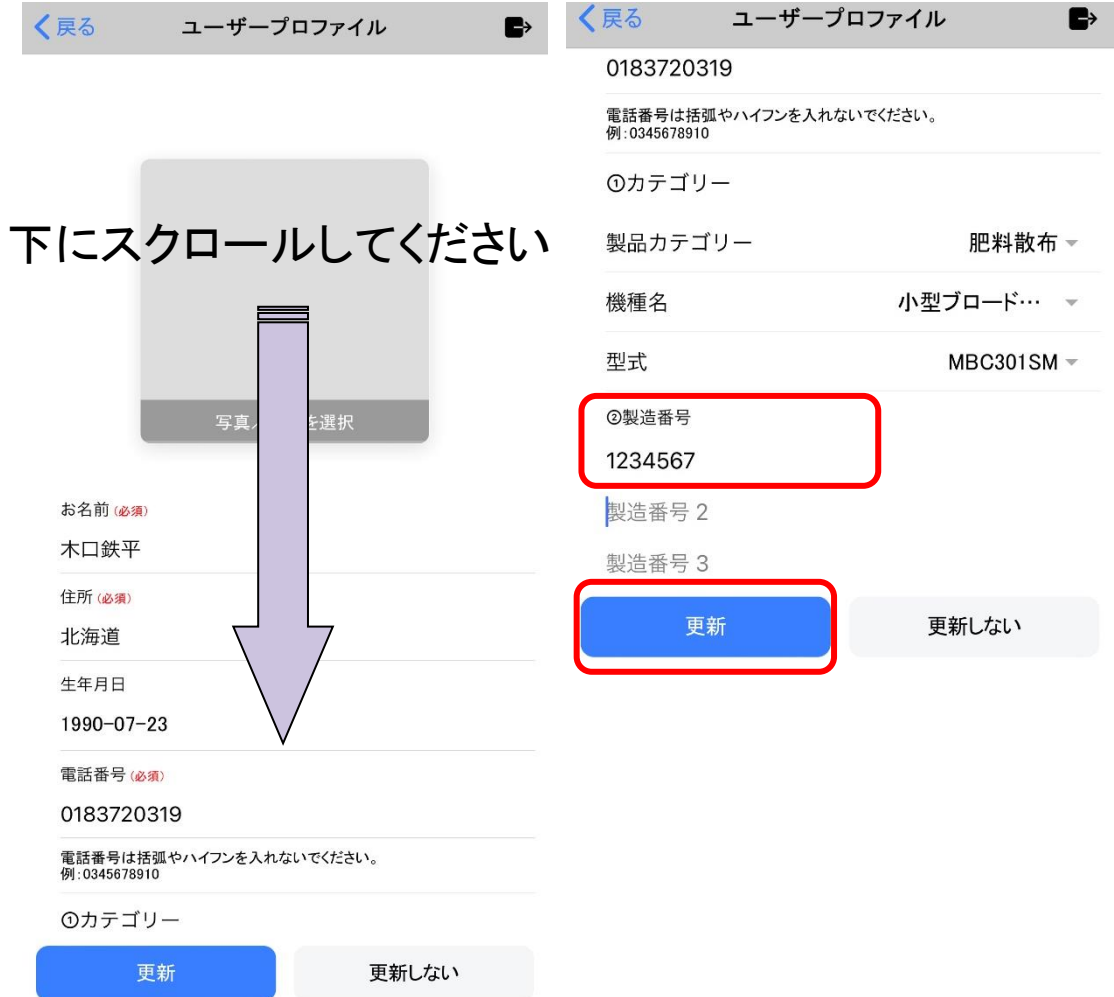 戻る
ユーザープロファイル
下にスクロールしてください
写真
を選択
お名前 (必須)
木口鉄平
住所 (必須)
北海道
生年月日
1990-07-23
電話番号 (必須)
0183720319
電話番号は括弧やハイフンを入れないでください。
例：0345678910
①カテゴリー
更新
更新しない
戻る
ユーザープロファイル
0183720319
電話番号は括弧やハイフンを入れないでください。
例：0345678910
①カテゴリー
製品カテゴリー 肥料散布
機種名 小型ブロード…
型式 MBC301SM
②製造番号
1234567
製造番号 2
製造番号 3
更新
更新しない